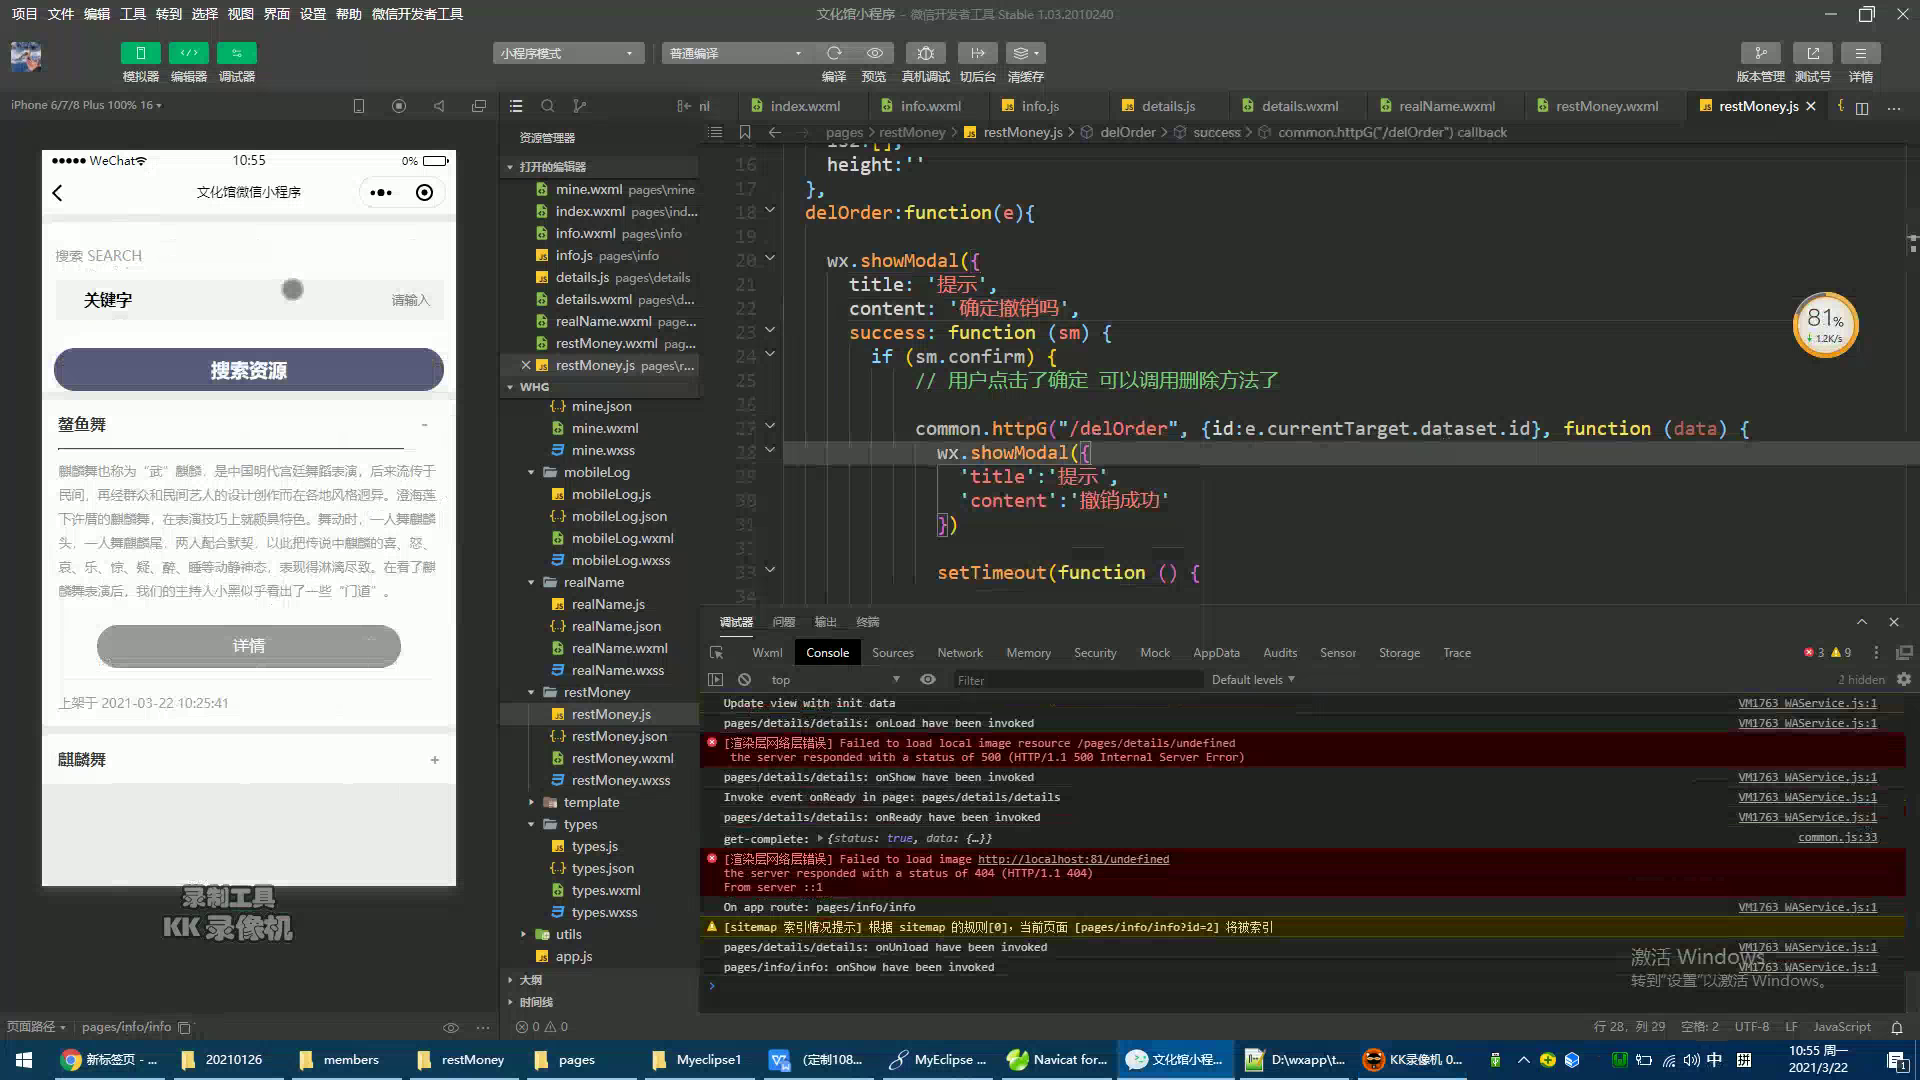 项目 文件 编辑 工具 转到 选择 视图 界面 设置 帮助 微信开发者工具
文化馆小程序 - 微信开发者工具 Stable 1.03.2010240
小程序模式
普通编译
模拟器 编辑器 调试器
编译 预览 真机调试 切后台 清缓存
版本管理 测试号 详情
iPhone 6/7/8 Plus 100% 16
nl index.wxml info.wxml info.js details.js details.wxml realName.wxml restMoney.wxml restMoney.js
资源管理器
pages > restMoney > restMoney.js > delOrder > success > common.httpG("/delOrder") callback
打开的编辑器
mine.wxml pages\mine
index.wxml pages\ind...
info.wxml pages\info
info.js pages\info
details.js pages\details
details.wxml pages\d...
realName.wxml page...
restMoney.wxml pag...
restMoney.js pages\r...
WHG
mine.json
mine.wxml
mine.wxss
mobileLog
mobileLog.js
mobileLog.json
mobileLog.wxml
mobileLog.wxss
realName
realName.js
realName.json
realName.wxml
realName.wxss
restMoney
restMoney.js
restMoney.json
restMoney.wxml
restMoney.wxss
template
types
types.js
types.json
types.wxml
types.wxss
utils
app.js
大纲
时间线
WeChat 10:55 0%
文化馆微信小程序
搜索 SEARCH
关键字 请输入
搜索资源
鳌鱼舞 -
麒麟舞也称为“武”麒麟，是中国明代宫廷舞蹈表演，后来流传于
民间，再经群众和民间艺人的设计创作而在各地风格迥异。澄海莲
下许厝的麒麟舞，在表演技巧上就颇具特色。舞动时，一人舞麒麟
头，一人舞麒麟尾，两人配合默契，以此把传说中麒麟的喜、怒、
哀、乐、惊、疑、醉、睡等动静神态，表现得淋漓尽致。在看了麒
麟舞表演后，我们的主持人小黑似乎看出了一些“门道”。
详情
上架于 2021-03-22 10:25:41
麒麟舞 +
录制工具
KK 录像机
16 height:''
17 },
18 delOrder:function(e){
19
20 wx.showModal({
21 title: '提示',
22 content: '确定撤销吗',
23 success: function (sm) {
24 if (sm.confirm) {
25 // 用户点击了确定 可以调用删除方法了
26
27 common.httpG("/delOrder", {id:e.currentTarget.dataset.id}, function (data) {
28 wx.showModal({
29 'title':'提示',
30 'content':'撤销成功'
31 })
32
33 setTimeout(function () {
34
81%
1.2K/s
调试器 问题 输出 终端
Wxml Console Sources Network Memory Security Mock AppData Audits Sensor Storage Trace 3 9
top Filter Default levels 2 hidden
Update view with init data VM1763 WAService.js:1
pages/details/details: onLoad have been invoked VM1763 WAService.js:1
[渲染层网络层错误] Failed to load local image resource /pages/details/undefined
the server responded with a status of 500 (HTTP/1.1 500 Internal Server Error)
pages/details/details: onShow have been invoked VM1763 WAService.js:1
Invoke event onReady in page: pages/details/details VM1763 WAService.js:1
pages/details/details: onReady have been invoked VM1763 WAService.js:1
get-complete: {status: true, data: {…}} common.js:33
[渲染层网络层错误] Failed to load image http://localhost:81/undefined
the server responded with a status of 404 (HTTP/1.1 404)
From server ::1
On app route: pages/info/info VM1763 WAService.js:1
[sitemap 索引情况提示] 根据 sitemap 的规则[0]，当前页面 [pages/info/info?id=2] 将被索引
pages/details/details: onUnload have been invoked VM1763 WAService.js:1
pages/info/info: onShow have been invoked VM1763 WAService.js:1
激活 Windows
转到"设置"以激活 Windows。
页面路径 pages/info/info
0 0
行 28，列 29 空格: 2 UTF-8 LF JavaScript
新标签页 - ... 20210126 members restMoney pages Myeclipse1 (定制108... MyEclipse ... Navicat for... 文化馆小程... D:\wxapp\t... KK录像机 0... 中 拼
10:55 周一
2021/3/22
1